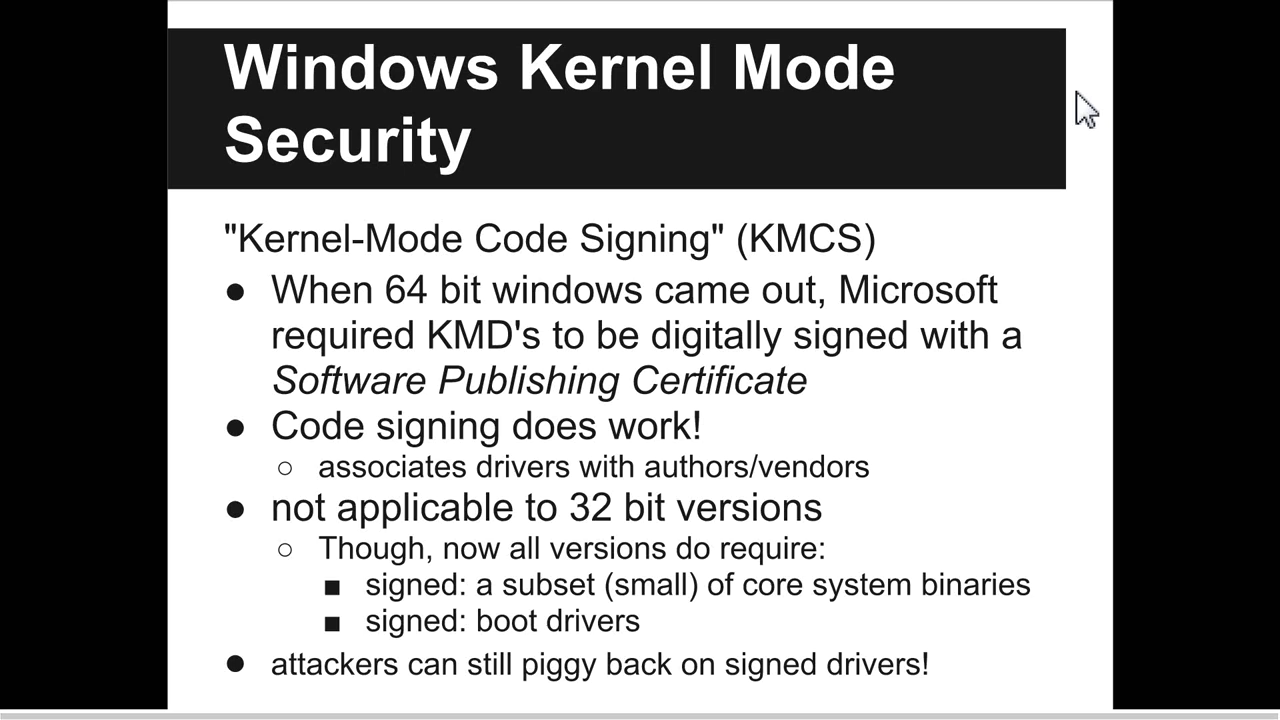 Windows Kernel Mode
Security
"Kernel-Mode Code Signing" (KMCS)
● When 64 bit windows came out, Microsoft
required KMD's to be digitally signed with a
Software Publishing Certificate
● Code signing does work!
○ associates drivers with authors/vendors
● not applicable to 32 bit versions
○ Though, now all versions do require:
■ signed: a subset (small) of core system binaries
■ signed: boot drivers
● attackers can still piggy back on signed drivers!